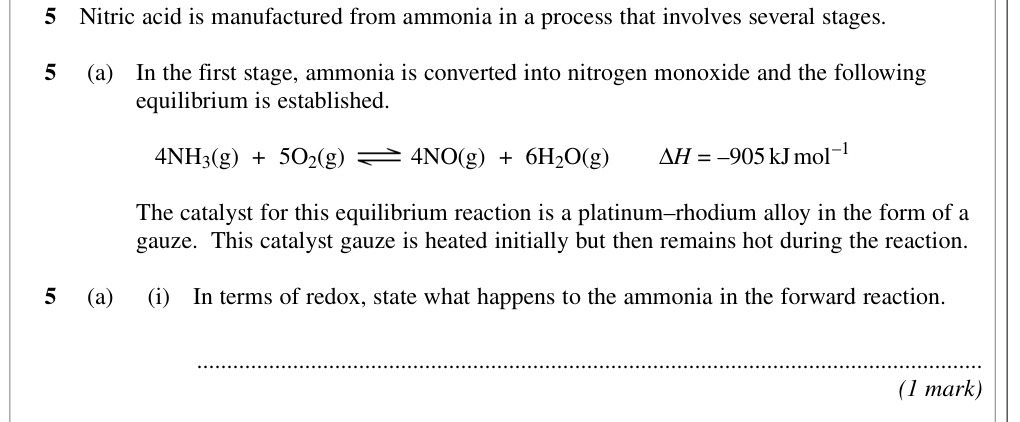 5 Nitric acid is manufactured from ammonia in a process that involves several stages.
5 (a) In the first stage, ammonia is converted into nitrogen monoxide and the following
equilibrium is established.
4NH₃(g) + 5O₂(g) ⇌ 4NO(g) + 6H₂O(g) ΔH = –905 kJ mol⁻¹
The catalyst for this equilibrium reaction is a platinum–rhodium alloy in the form of a
gauze. This catalyst gauze is heated initially but then remains hot during the reaction.
5 (a) (i) In terms of redox, state what happens to the ammonia in the forward reaction.
(1 mark)